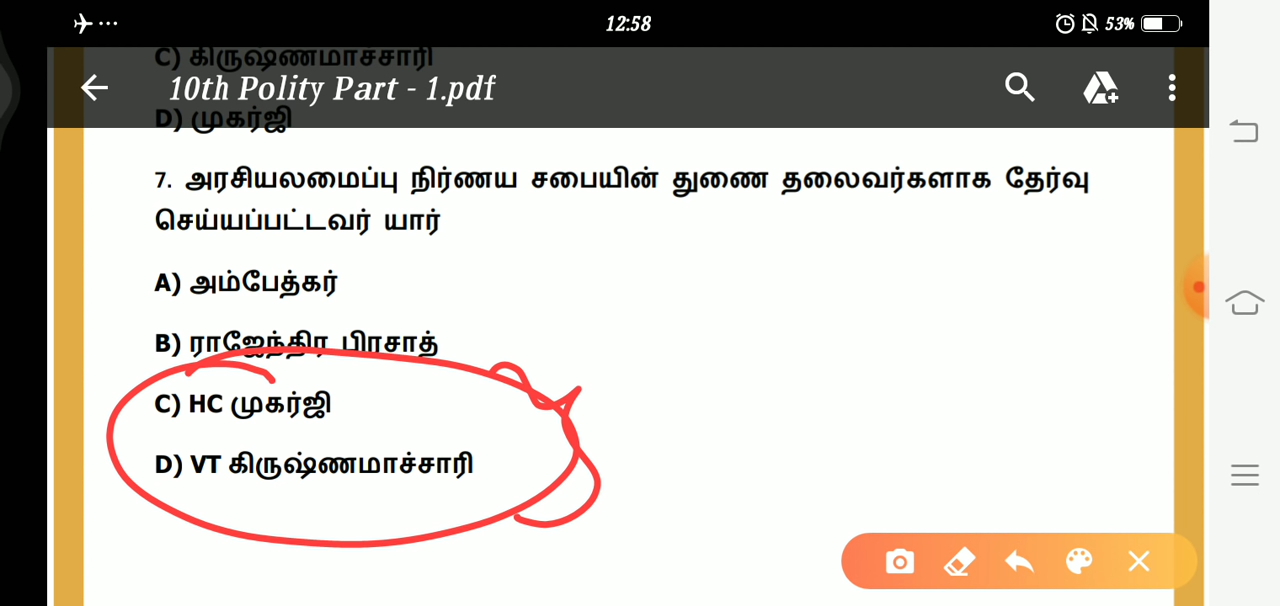 12:58
53%
C) கிருஷ்ணமாச்சாரி
10th Polity Part - 1.pdf
D) முகர்ஜி
7. அரசியலமைப்பு நிர்ணய சபையின் துணை தலைவர்களாக தேர்வு
செய்யப்பட்டவர் யார்
A) அம்பேத்கர்
B) ராஜேந்திர பிரசாத்
C) HC முகர்ஜி
D) VT கிருஷ்ணமாச்சாரி